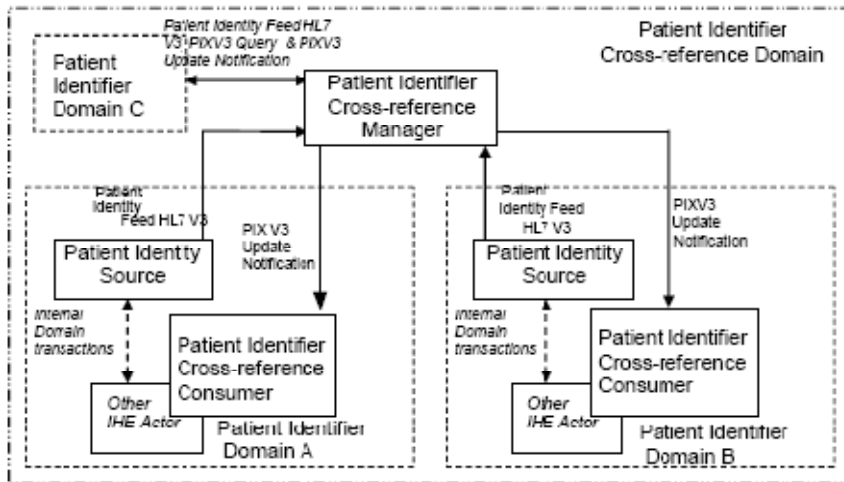 Patient Identifier
Cross-reference Domain
Patient Identity Feed HL7
V3 PIXV3 Query & PIXV3
Update Notification
Patient
Identifier
Domain C
Patient Identifier
Cross-reference
Manager
Patient
Identity
Feed HL7 V3
PIX V3
Update
Notification
Patient
Identity Feed
HL7 V3
PIXV3
Update
Notification
Patient Identity
Source
Internal
Domain
transactions
Patient Identifier
Cross-reference
Consumer
Other
IHE Actor
Patient Identifier
Domain A
Patient Identity
Source
Internal
Domain
transactions
Patient Identifier
Cross-reference
Consumer
Other
IHE Actor
Patient Identifier
Domain B